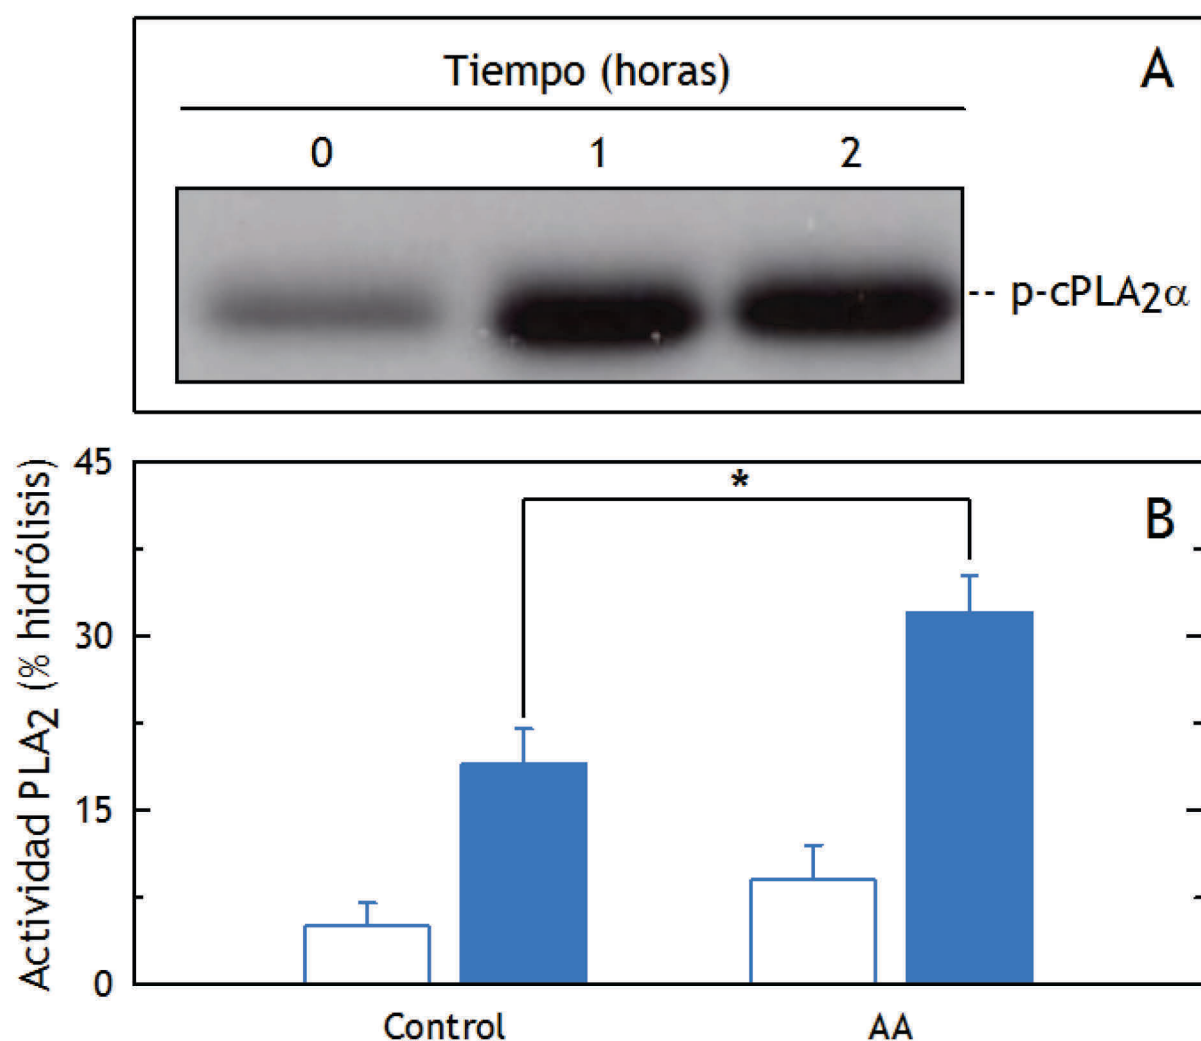 Tiempo (horas)
A
0 1 2
-- p-cPLA2α
Actividad PLA2 (% hidrólisis)
45
30
15
0
*
B
Control AA